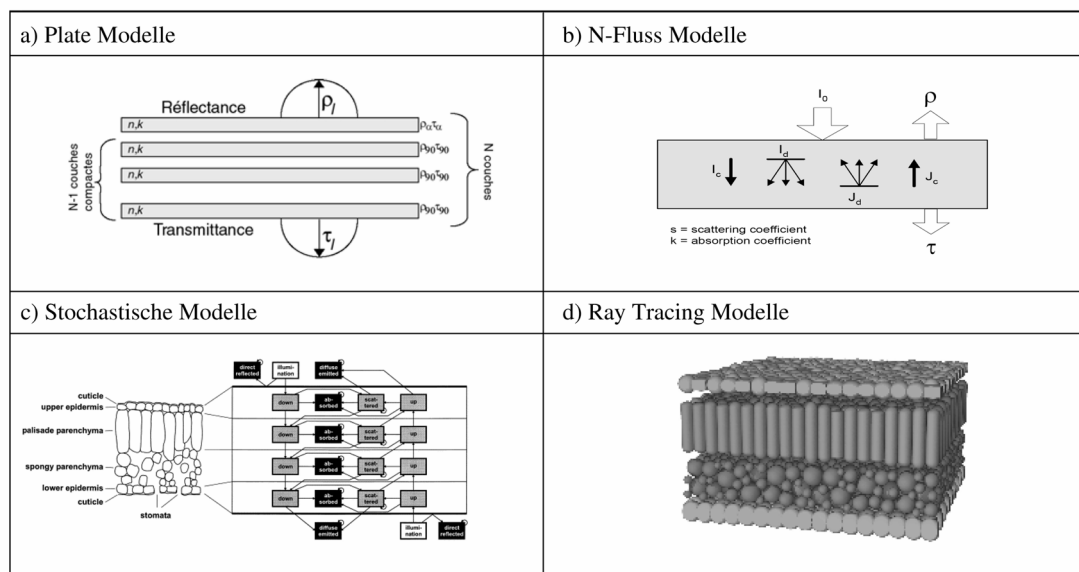 a) Plate Modelle
b) N-Fluss Modelle
Réflectance
ρl
n,k
ραTα
n,k
ρ90T90
n,k
ρ90T90
n,k
ρ90T90
N-1 couches
compactes
N couches
Transmittance
τl
I0
ρ
Ic
Id
Jd
Jc
s = scattering coefficient
k = absorption coefficient
τ
c) Stochastische Modelle
d) Ray Tracing Modelle
direct
reflected
illumi-
nation
diffuse
emitted
cuticle
upper epidermis
palisade parenchyma
spongy parenchyma
lower epidermis
cuticle
stomata
down
ab-
sorbed
scat-
tered
up
down
ab-
sorbed
scat-
tered
up
down
ab-
sorbed
scat-
tered
up
down
ab-
sorbed
scat-
tered
up
diffuse
emitted
illumi-
nation
direct
reflected